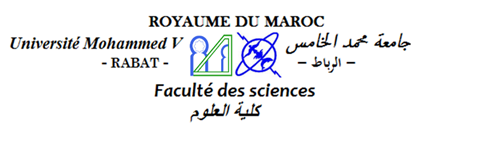 ROYAUME DU MAROC
Université Mohammed V جامعة محمد الخامس
- RABAT - – الرباط –
Faculté des sciences
كلية العلوم